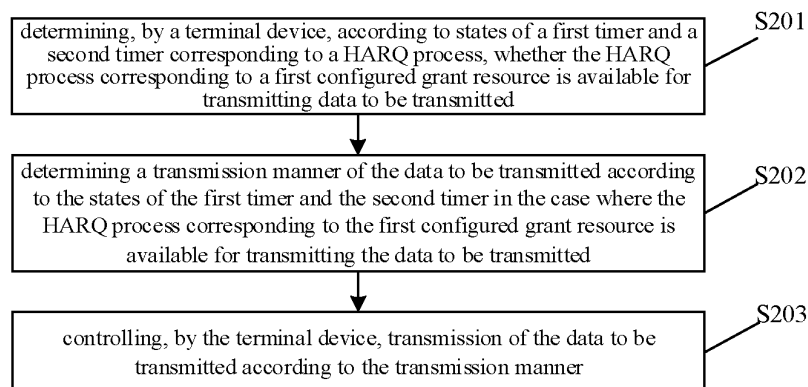 determining, by a terminal device, according to states of a first timer and a
second timer corresponding to a HARQ process, whether the HARQ
process corresponding to a first configured grant resource is available for
transmitting data to be transmitted
S201
determining a transmission manner of the data to be transmitted according
to the states of the first timer and the second timer in the case where the
HARQ process corresponding to the first configured grant resource is
available for transmitting the data to be transmitted
S202
controlling, by the terminal device, transmission of the data to be
transmitted according to the transmission manner
S203